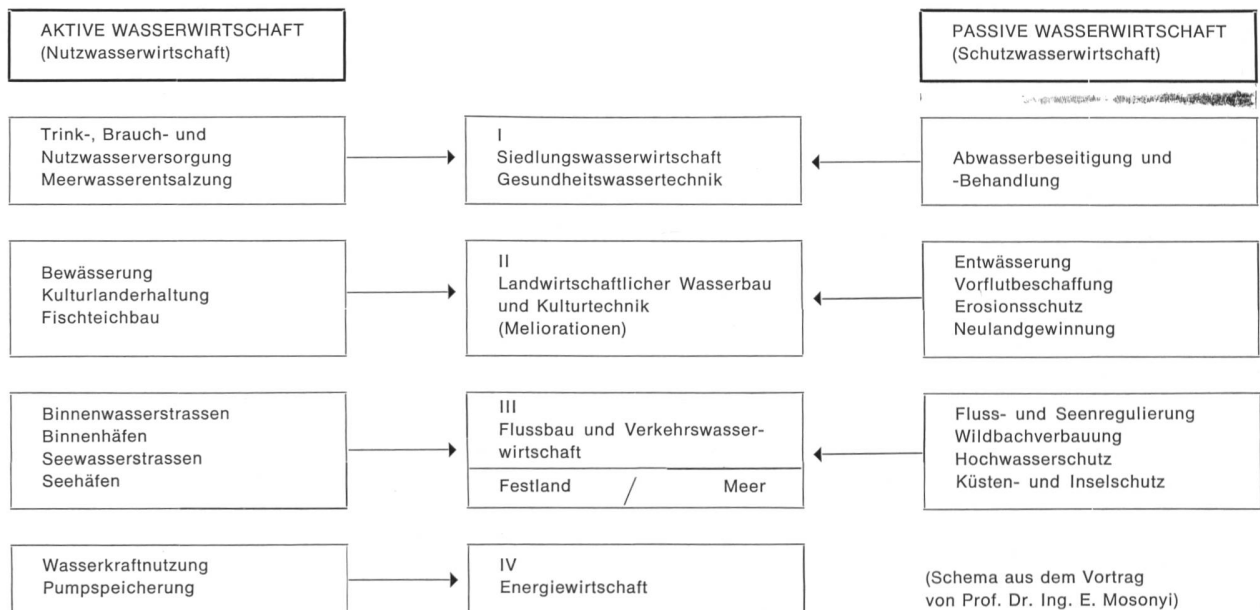 AKTIVE WASSERWIRTSCHAFT
(Nutzwasserwirtschaft)
PASSIVE WASSERWIRTSCHAFT
(Schutzwasserwirtschaft)
Trink-, Brauch- und
Nutzwasserversorgung
Meerwasserentsalzung
I
Siedlungswasserwirtschaft
Gesundheitswassertechnik
Abwasserbeseitigung und
-Behandlung
Bewässerung
Kulturlanderhaltung
Fischteichbau
II
Landwirtschaftlicher Wasserbau
und Kulturtechnik
(Meliorationen)
Entwässerung
Vorflutbeschaffung
Erosionsschutz
Neulandgewinnung
Binnenwasserstrassen
Binnenhäfen
Seewasserstrassen
Seehäfen
III
Flussbau und Verkehrswasser-
wirtschaft
Festland / Meer
Fluss- und Seenregulierung
Wildbachverbauung
Hochwasserschutz
Küsten- und Inselschutz
Wasserkraftnutzung
Pumpspeicherung
IV
Energiewirtschaft
(Schema aus dem Vortrag
von Prof. Dr. Ing. E. Mosonyi)